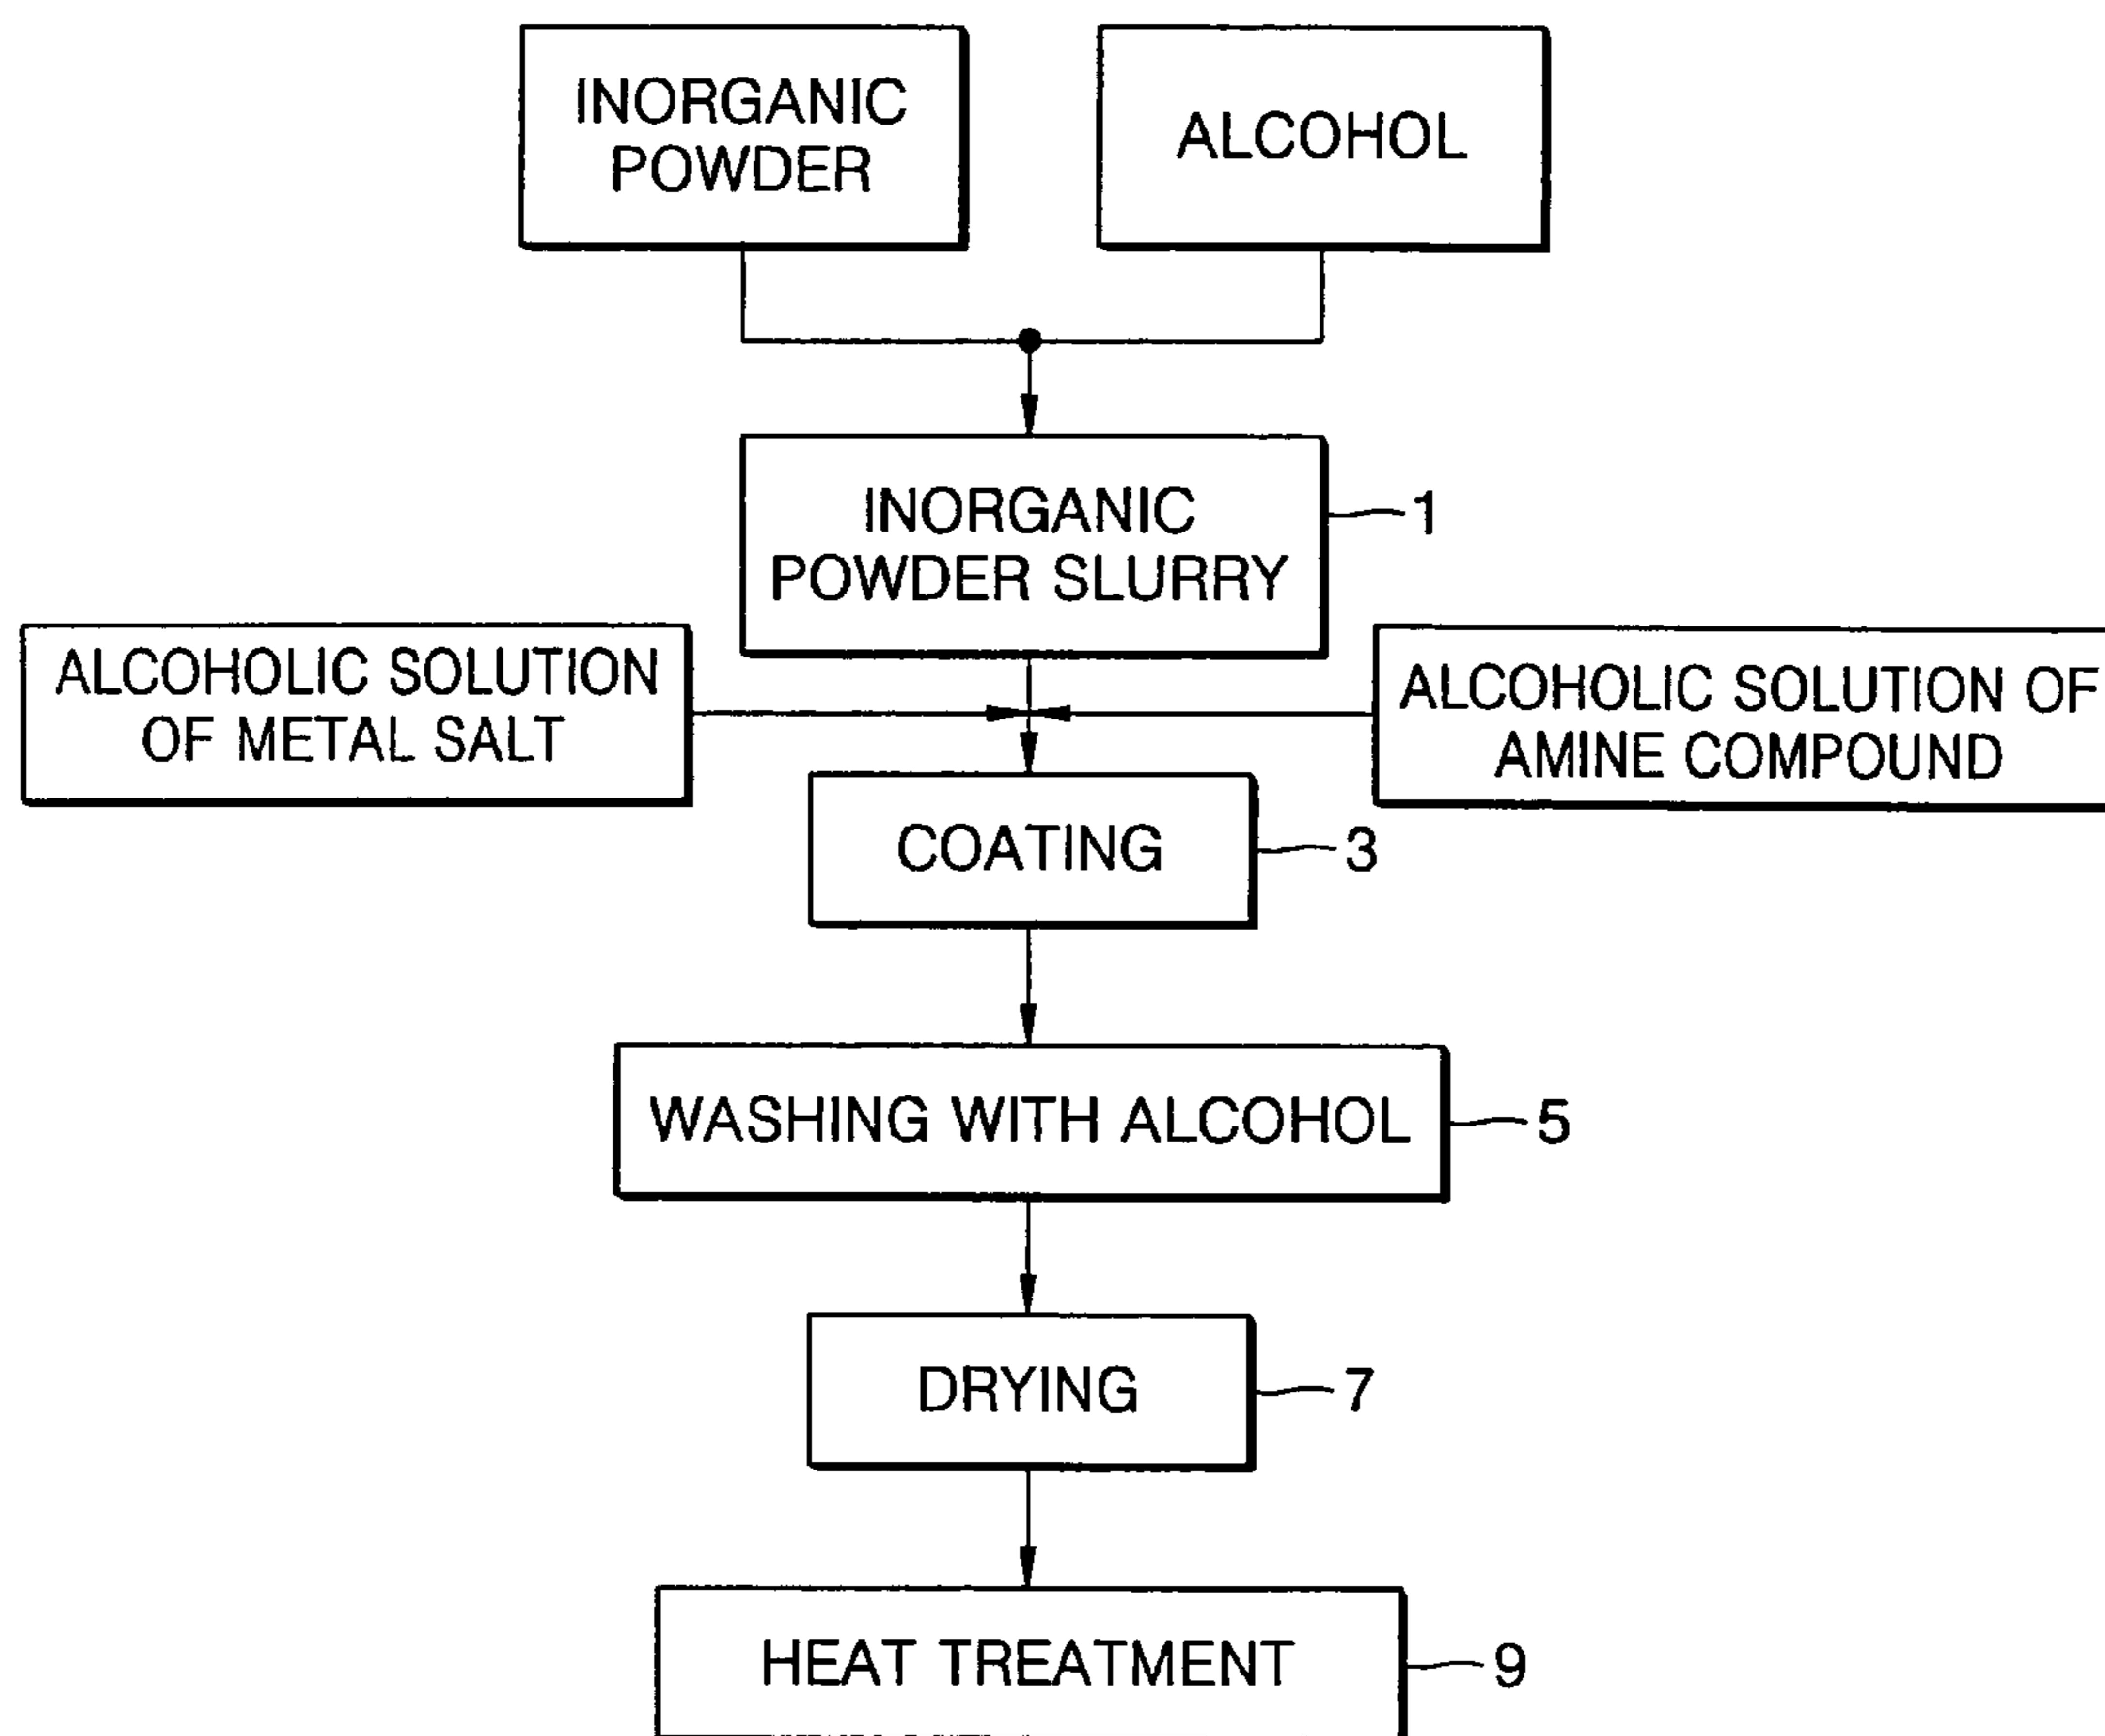 INORGANIC
POWDER
ALCOHOL
INORGANIC
POWDER SLURRY
1
ALCOHOLIC SOLUTION
OF METAL SALT
ALCOHOLIC SOLUTION OF
AMINE COMPOUND
COATING
3
WASHING WITH ALCOHOL
5
DRYING
7
HEAT TREATMENT
9